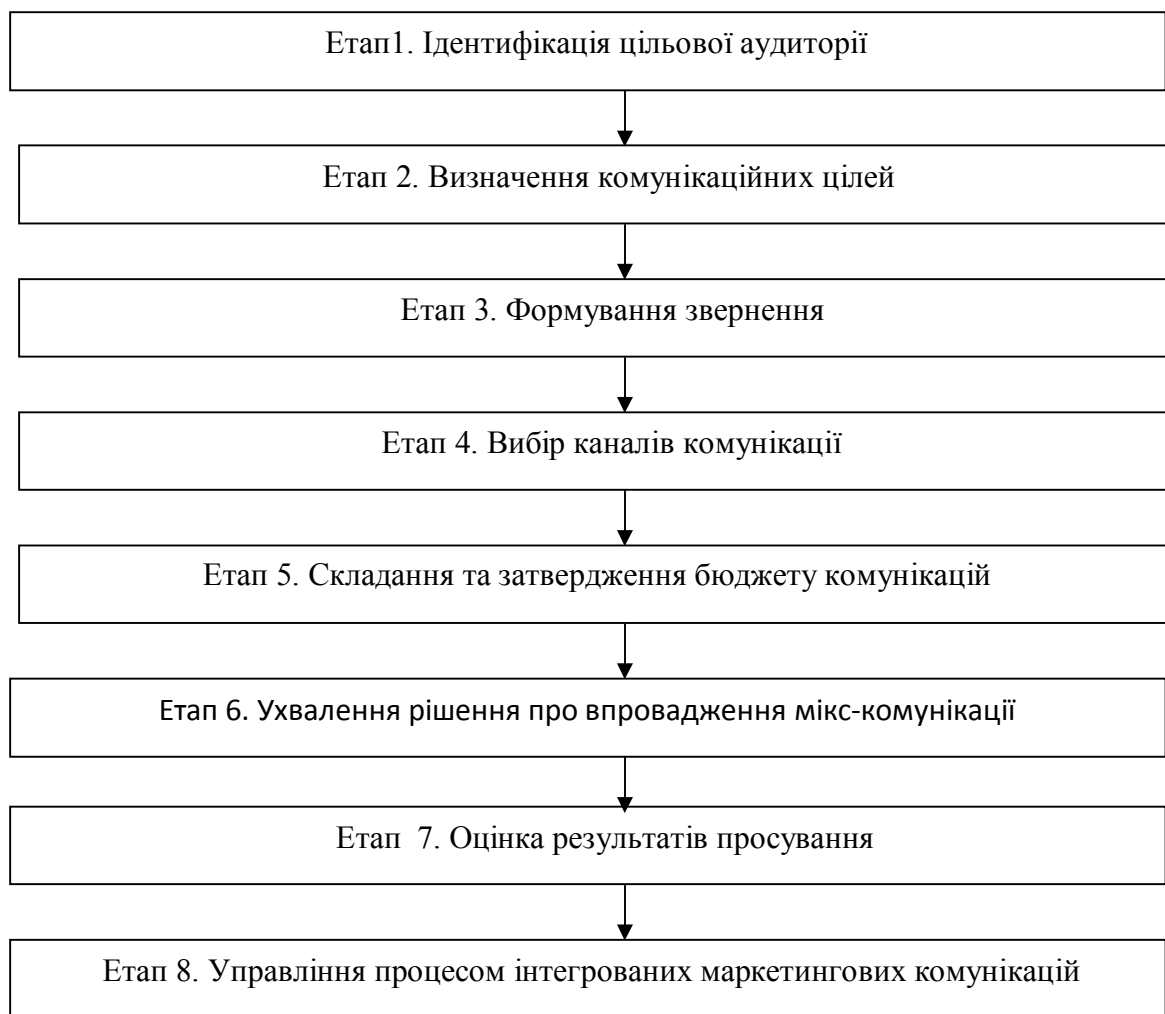 Етап1. Ідентифікація цільової аудиторії
Етап 2. Визначення комунікаційних цілей
Етап 3. Формування звернення
Етап 4. Вибір каналів комунікації
Етап 5. Складання та затвердження бюджету комунікацій
Етап 6. Ухвалення рішення про впровадження мікс-комунікації
Етап  7. Оцінка результатів просування
Етап 8. Управління процесом інтегрованих маркетингових комунікацій